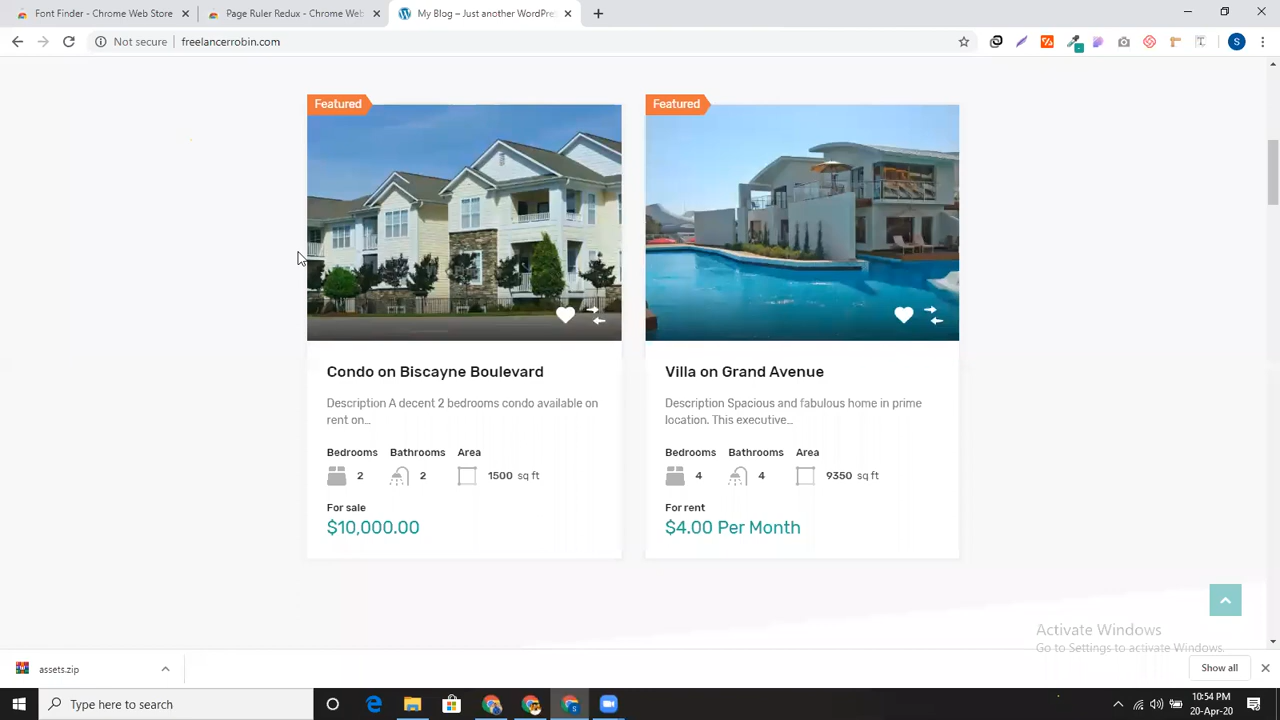 Font Finder - Chrome Web Store
Page Ruler Redux - Chrome Web
My Blog – Just another WordPre
Not secure
freelancerrobin.com
S
Featured
Featured
Condo on Biscayne Boulevard
Description A decent 2 bedrooms condo available on
rent on…
Bedrooms Bathrooms Area
2 2 1500 sq ft
For sale
$10,000.00
Villa on Grand Avenue
Description Spacious and fabulous home in prime
location. This executive…
Bedrooms Bathrooms Area
4 4 9350 sq ft
For rent
$4.00 Per Month
Activate Windows
Go to Settings to activate Windows.
assets.zip
Show all
Type here to search
10:54 PM
20-Apr-20